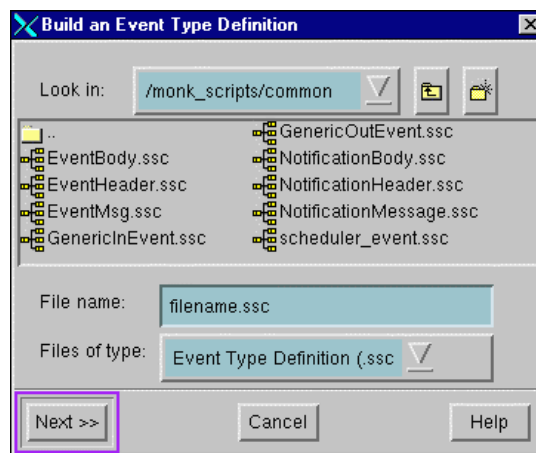 Build an Event Type Definition
Look in: /monk_scripts/common
..
GenericOutEvent.ssc
EventBody.ssc
NotificationBody.ssc
EventHeader.ssc
NotificationHeader.ssc
EventMsg.ssc
NotificationMessage.ssc
GenericInEvent.ssc
scheduler_event.ssc
File name: filename.ssc
Files of type: Event Type Definition (.ssc
Next >> Cancel Help